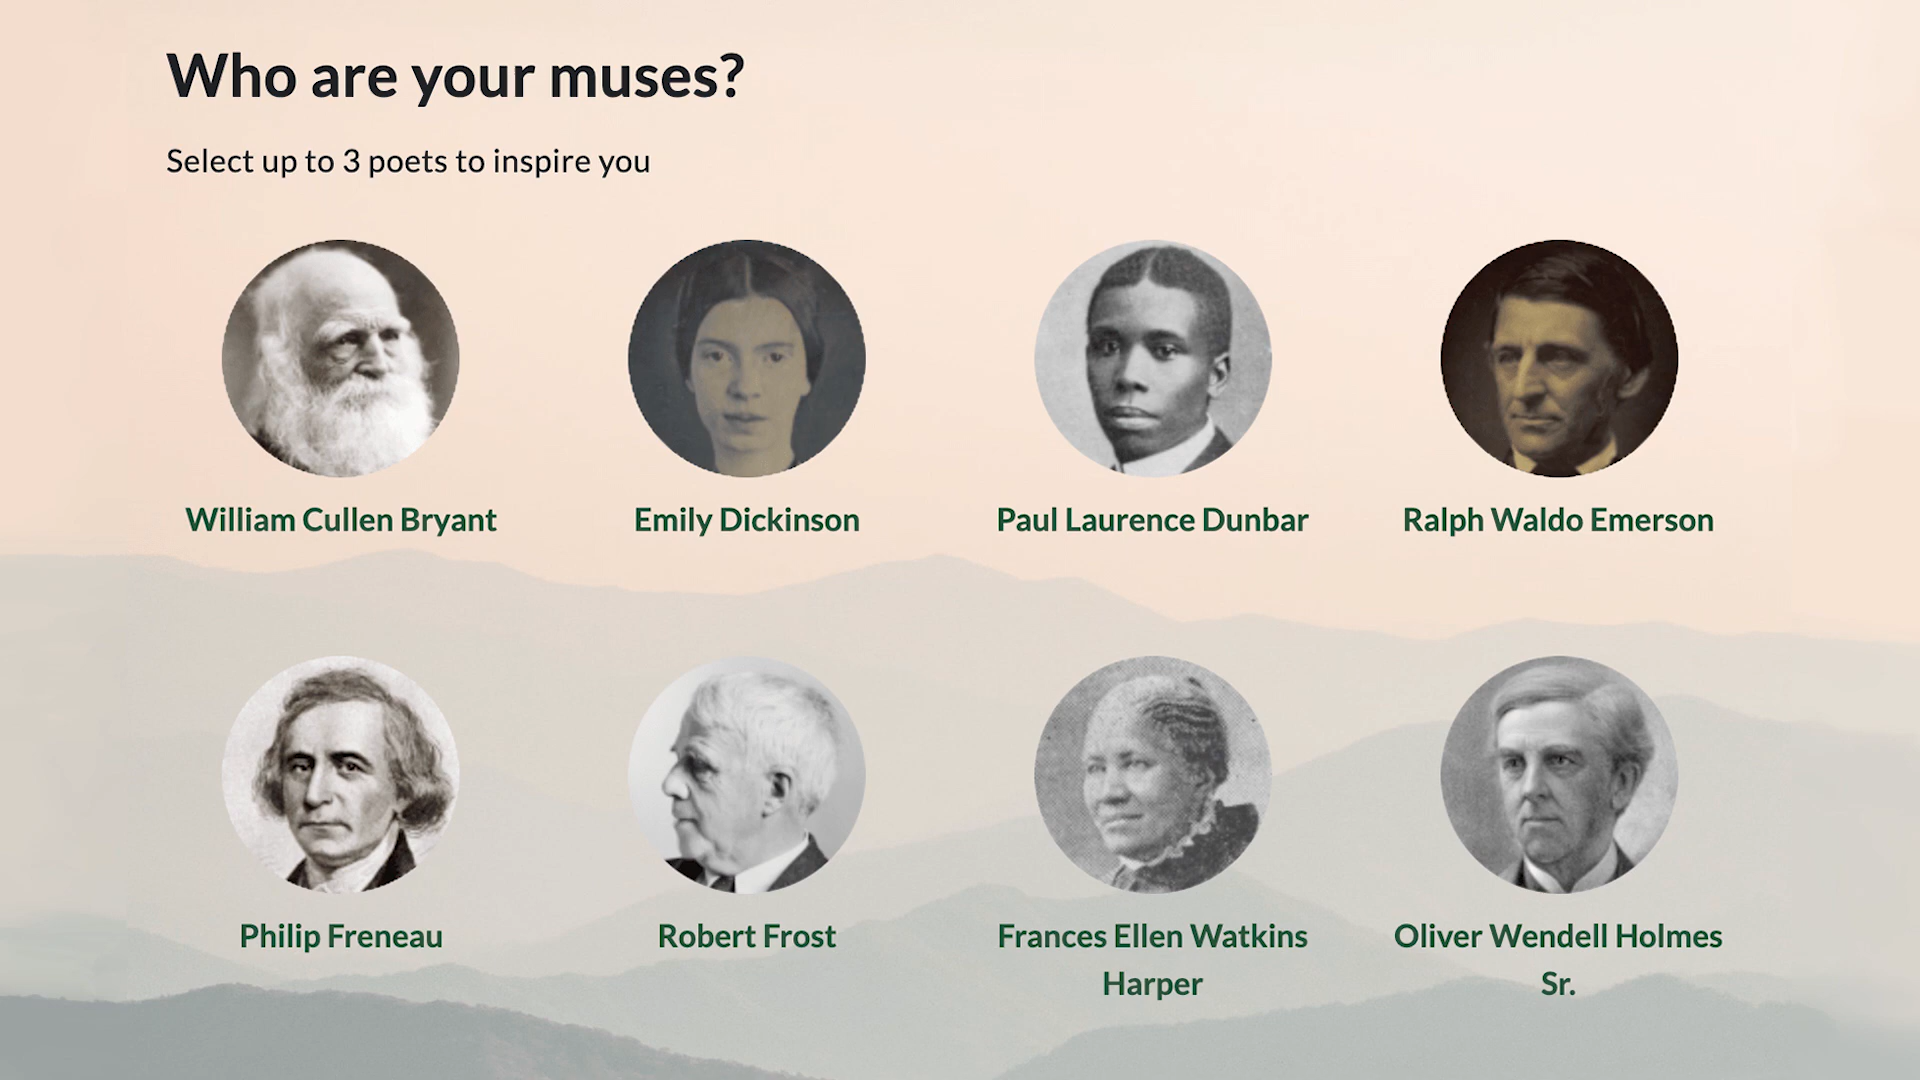 Who are your muses?
Select up to 3 poets to inspire you
William Cullen Bryant
Emily Dickinson
Paul Laurence Dunbar
Ralph Waldo Emerson
Philip Freneau
Robert Frost
Frances Ellen Watkins
Harper
Oliver Wendell Holmes
Sr.